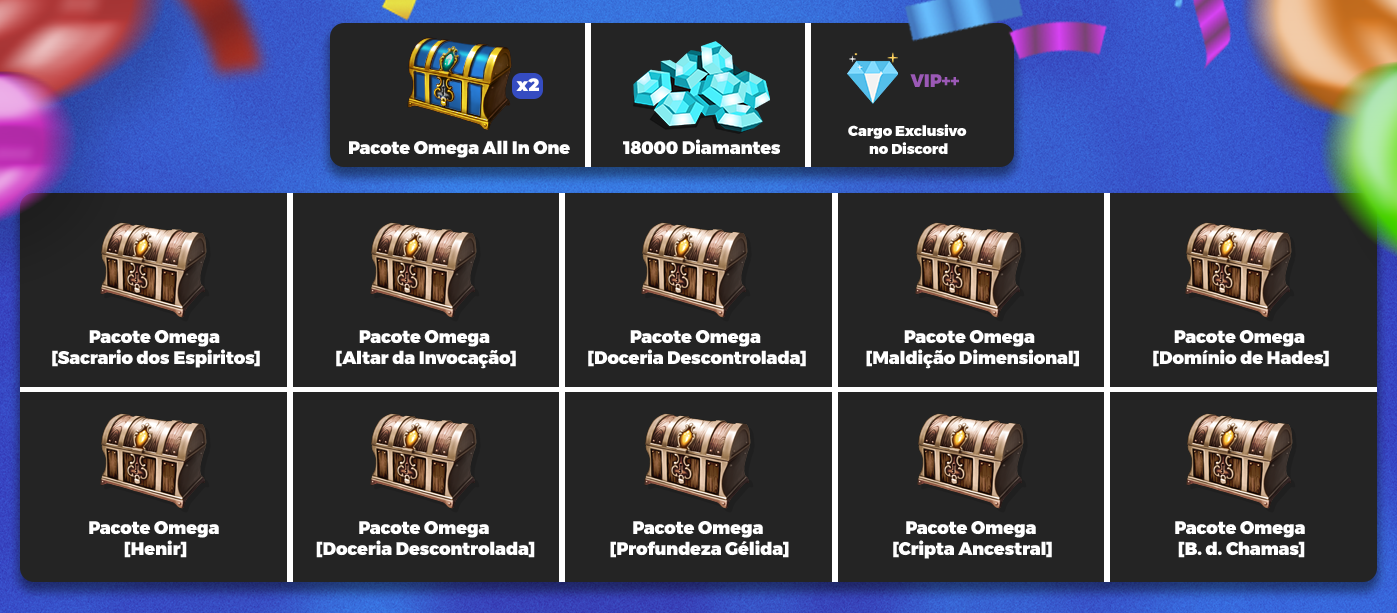 x2
Pacote Omega All In One
18000 Diamantes
VIP++
Cargo Exclusivo
no Discord
Pacote Omega
[Sacrario dos Espiritos]
Pacote Omega
[Altar da Invocação]
Pacote Omega
[Doceria Descontrolada]
Pacote Omega
[Maldição Dimensional]
Pacote Omega
[Domínio de Hades]
Pacote Omega
[Henir]
Pacote Omega
[Doceria Descontrolada]
Pacote Omega
[Profundeza Gélida]
Pacote Omega
[Cripta Ancestral]
Pacote Omega
[B. d. Chamas]